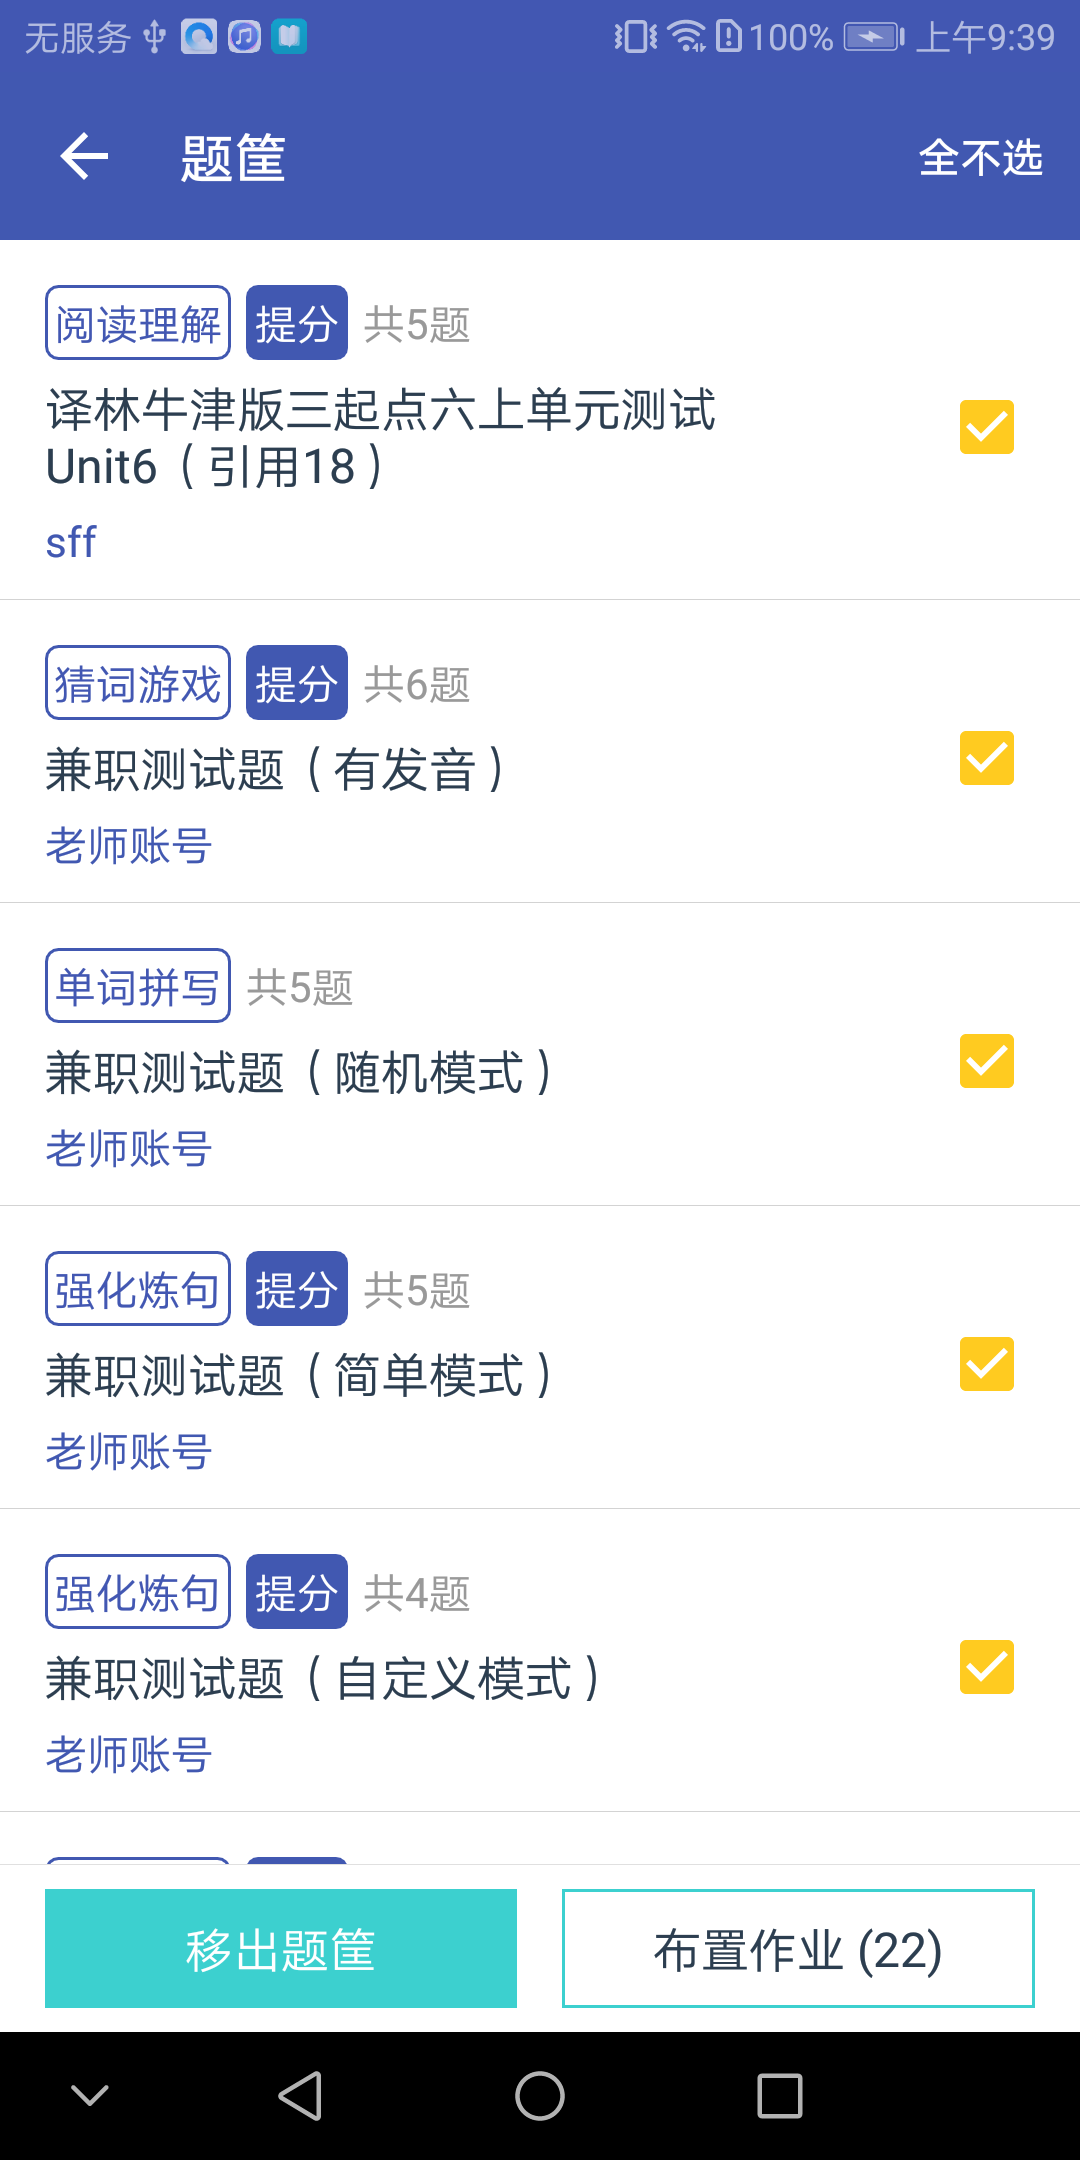 无服务 100% 上午9:39
题筐 全不选
阅读理解 提分 共5题
译林牛津版三起点六上单元测试
Unit6（引用18）
sff
猜词游戏 提分 共6题
兼职测试题（有发音）
老师账号
单词拼写 共5题
兼职测试题（随机模式）
老师账号
强化炼句 提分 共5题
兼职测试题（简单模式）
老师账号
强化炼句 提分 共4题
兼职测试题（自定义模式）
老师账号
移出题筐 布置作业 (22)